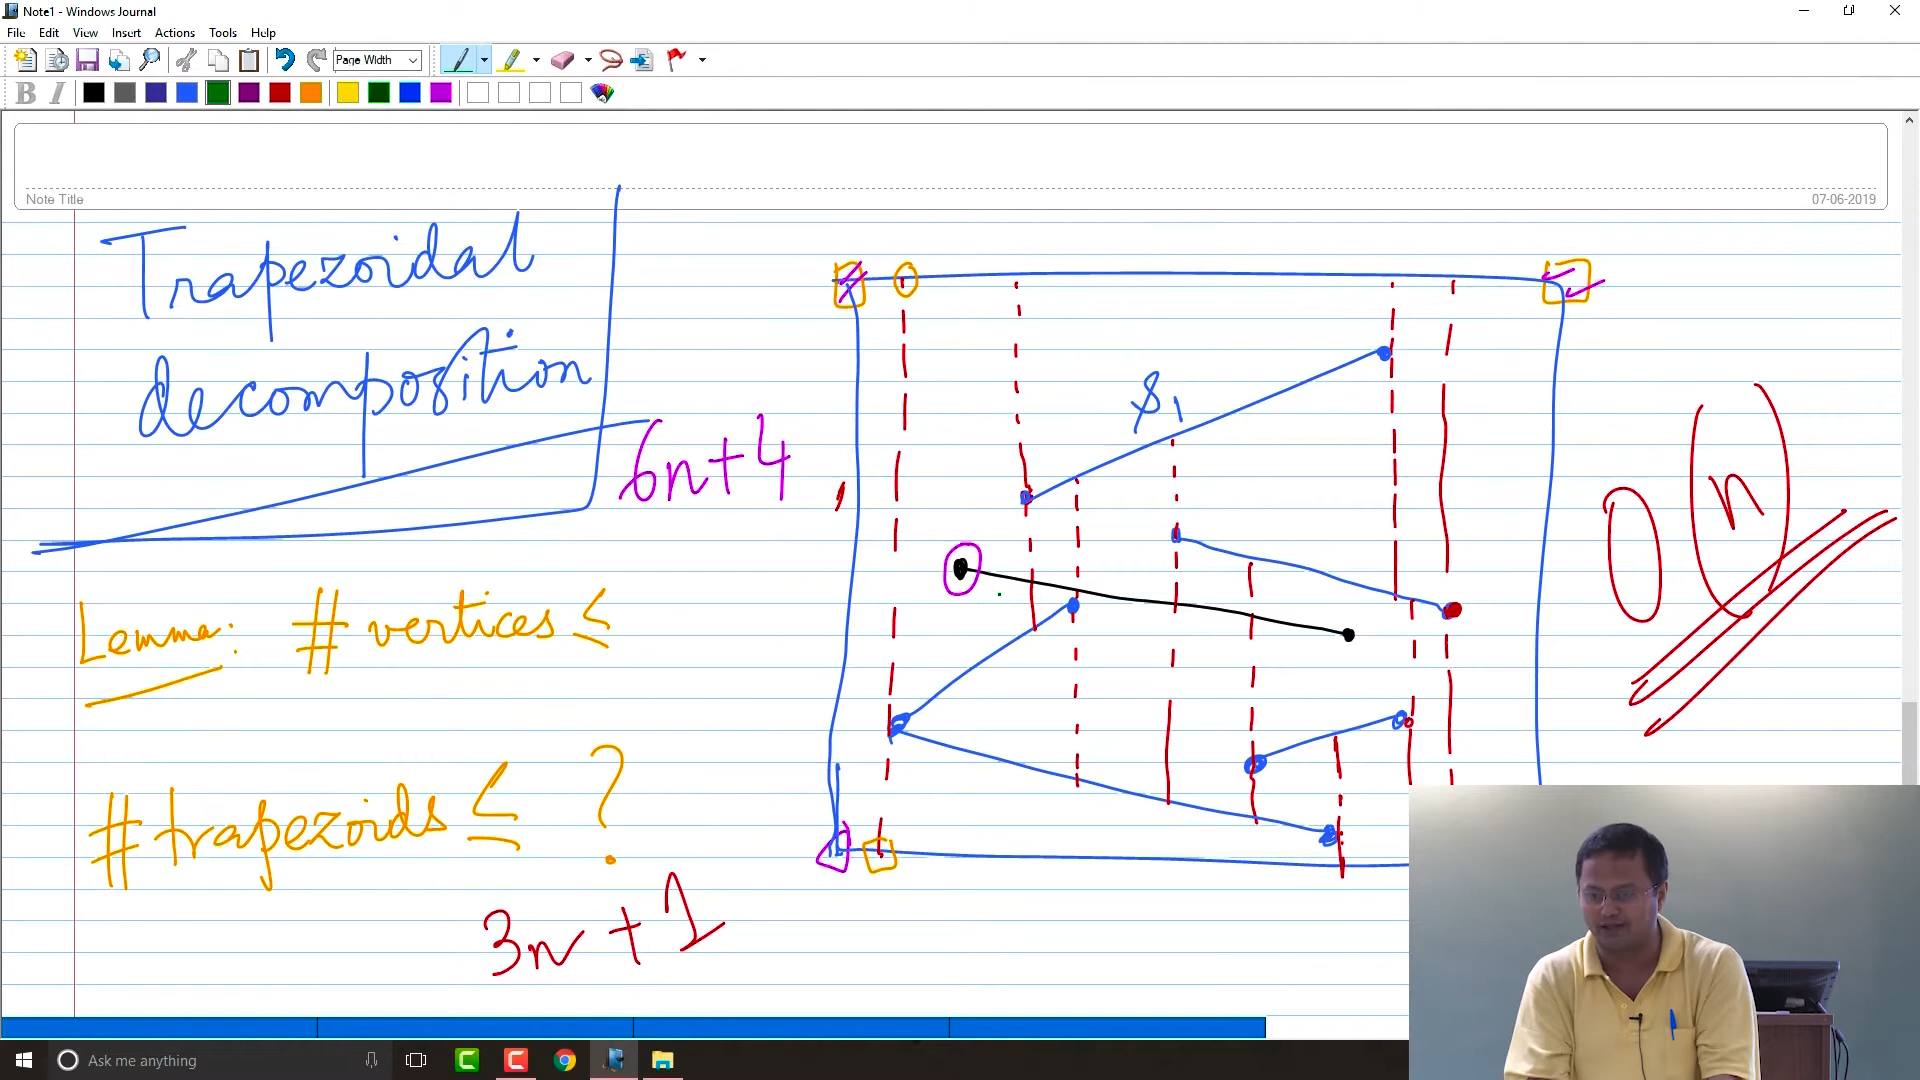 Note1 - Windows Journal
File Edit View Insert Actions Tools Help
Page Width
B I
Note Title
07-06-2019
Trapezoidal
decomposition
6n+4
Lemma: # vertices ≤
#trapezoids ≤ ?
3n + 1
S1
O(n)
Ask me anything